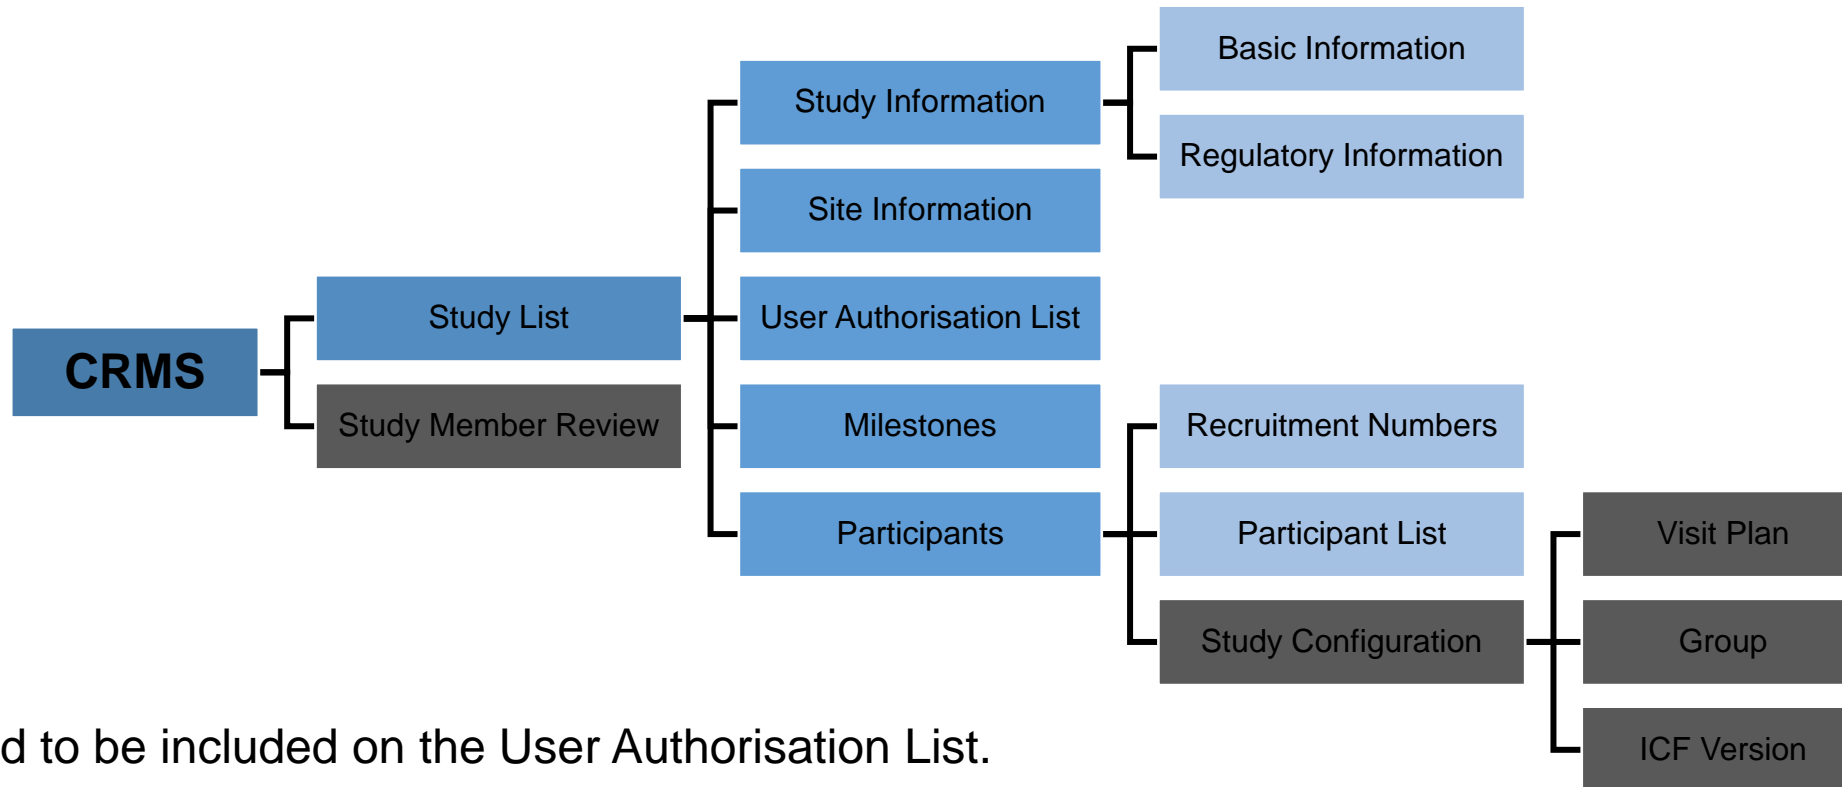 CRMS
Study List
Study Member Review
Study Information
Site Information
User Authorisation List
Milestones
Participants
Basic Information
Regulatory Information
Recruitment Numbers
Participant List
Study Configuration
Visit Plan
Group
ICF Version
to be included on the User Authorisation List.